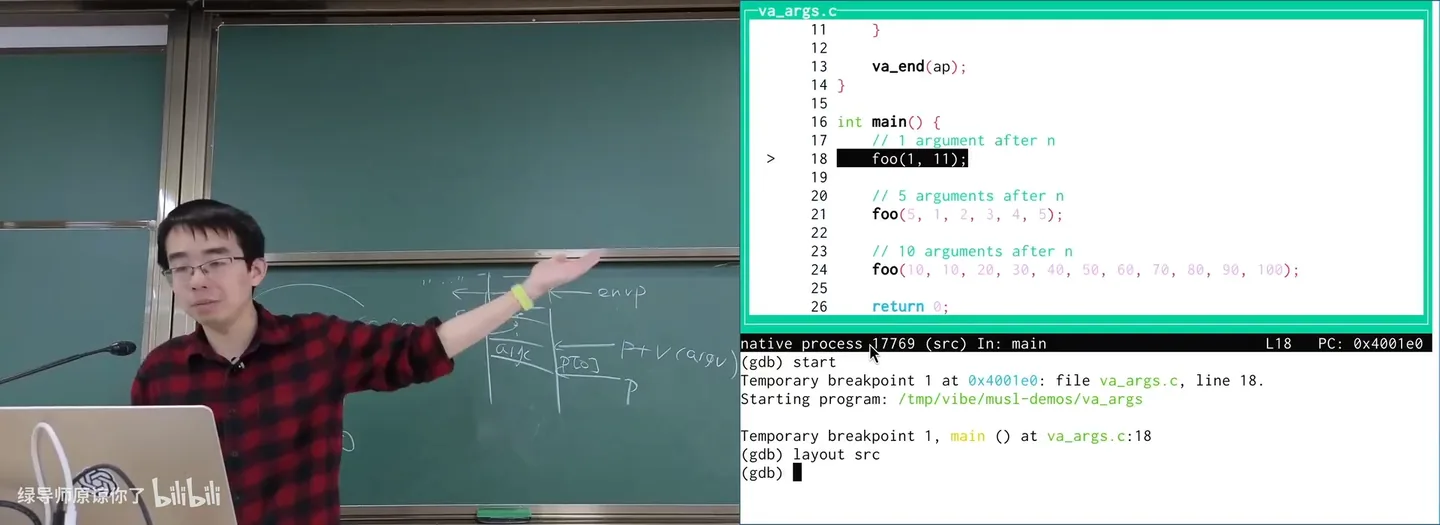 envp
argc
p+1 (argv)
p[0]
p
绿导师原谅你了 bilibili
va_args.c
11 }
12
13 va_end(ap);
14 }
15
16 int main() {
17 // 1 argument after n
> 18 foo(1, 11);
19
20 // 5 arguments after n
21 foo(5, 1, 2, 3, 4, 5);
22
23 // 10 arguments after n
24 foo(10, 10, 20, 30, 40, 50, 60, 70, 80, 90, 100);
25
26 return 0;
native process 17769 (src) In: main L18 PC: 0x4001e0
(gdb) start
Temporary breakpoint 1 at 0x4001e0: file va_args.c, line 18.
Starting program: /tmp/vibe/musl-demos/va_args
Temporary breakpoint 1, main () at va_args.c:18
(gdb) layout src
(gdb)